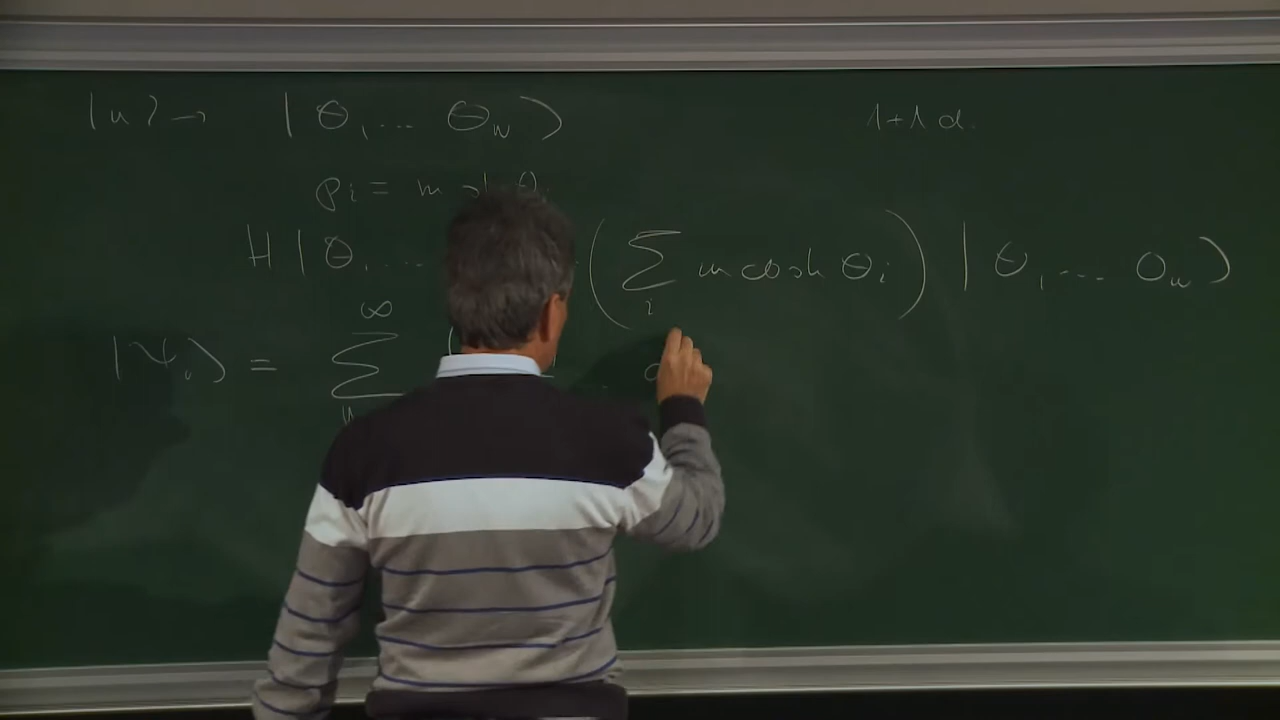 |n⟩ → |θ₁,... θₙ⟩ 1+1 d.
pᵢ = m sh θᵢ
H|θ₁,... (∑ᵢ m cosh θᵢ) |θ₁,... θₙ⟩
|Ψ₀⟩ = ∑ ∞ n